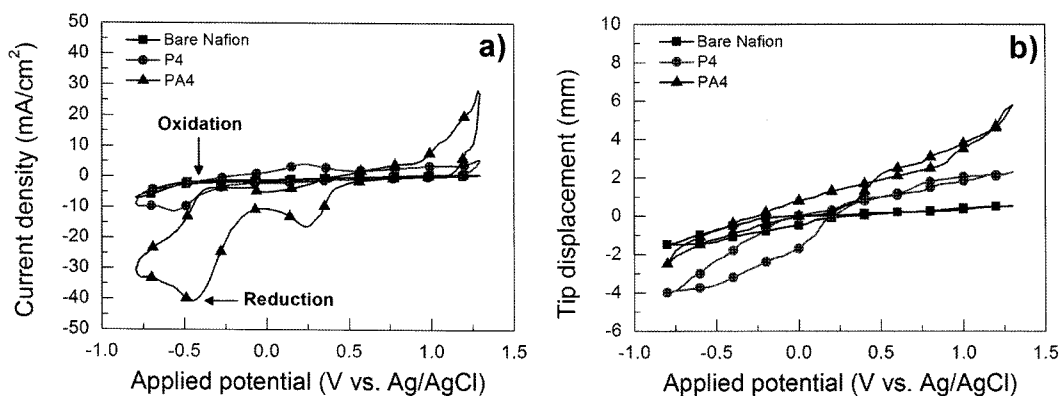 a)
Bare Nafion
P4
PA4
Oxidation
Reduction
50
40
30
20
10
0
-10
-20
-30
-40
50
-1.0
-0.5
0.0
0.5
1.0
1.5
Current density (mA/cm²)
Applied potential (V vs. Ag/AgCl)
b)
Bare Nafion
P4
PA4
10
8
6
4
2
0
-2
-4
-6
-1.0
-0.5
0.0
0.5
1.0
1.5
Tip displacement (mm)
Applied potential (V vs. Ag/AgCl)